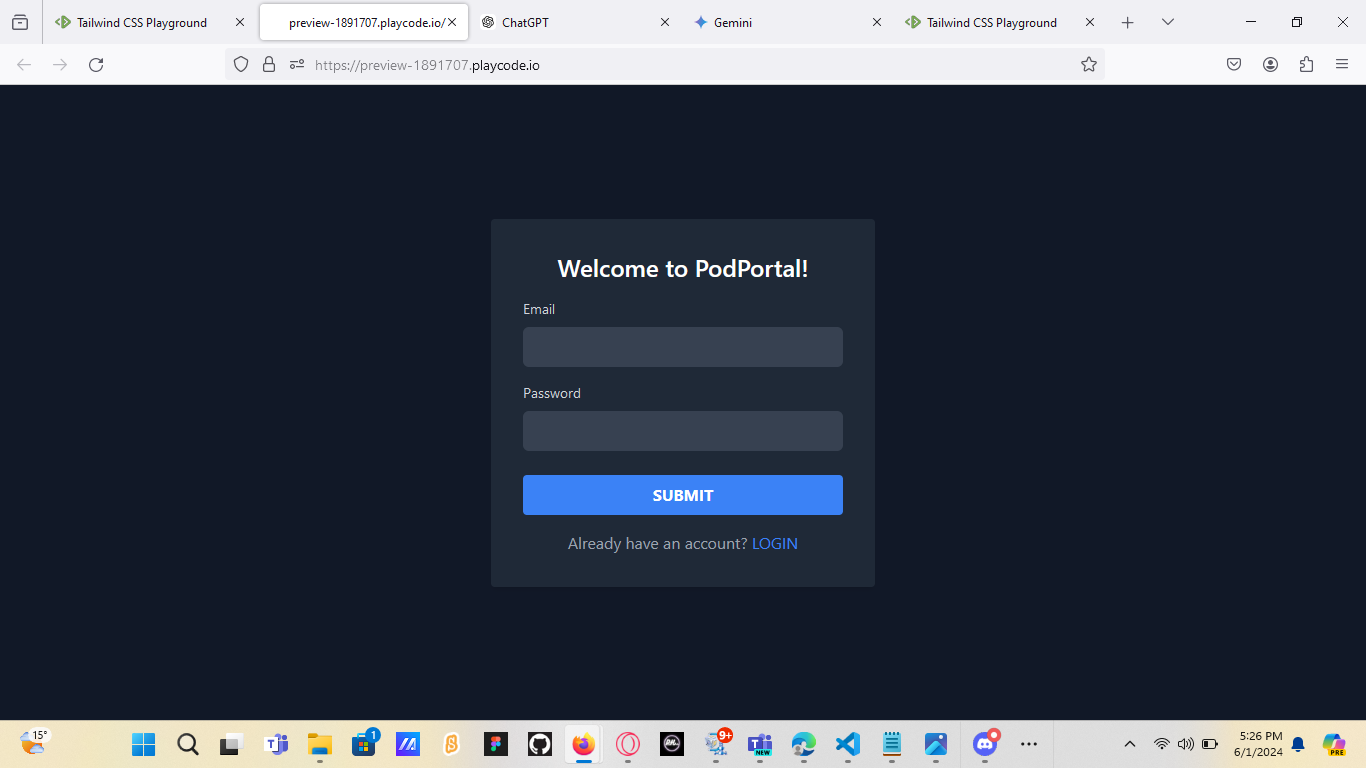 Tailwind CSS Playground
preview-1891707.playcode.io/
ChatGPT
Gemini
Tailwind CSS Playground
https://preview-1891707.playcode.io
Welcome to PodPortal!
Email
Password
SUBMIT
Already have an account? LOGIN
15°
1
9+
NEW
5:26 PM
6/1/2024
PRE